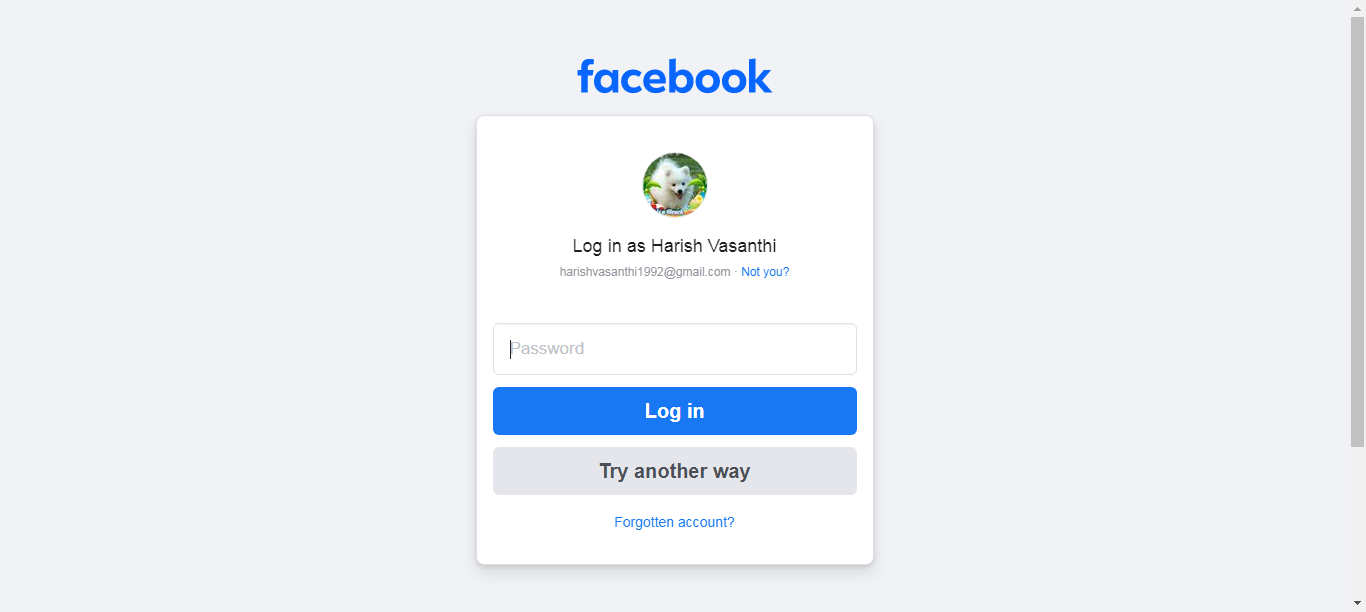 facebook
Log in as Harish Vasanthi
harishvasanthi1992@gmail.com · Not you?
Password
Log in
Try another way
Forgotten account?